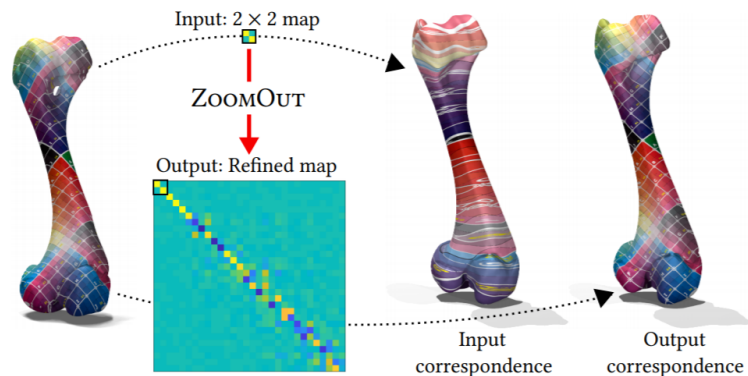 Input: 2 × 2 map
ZOOMOUT
Output: Refined map
Input
correspondence
Output
correspondence